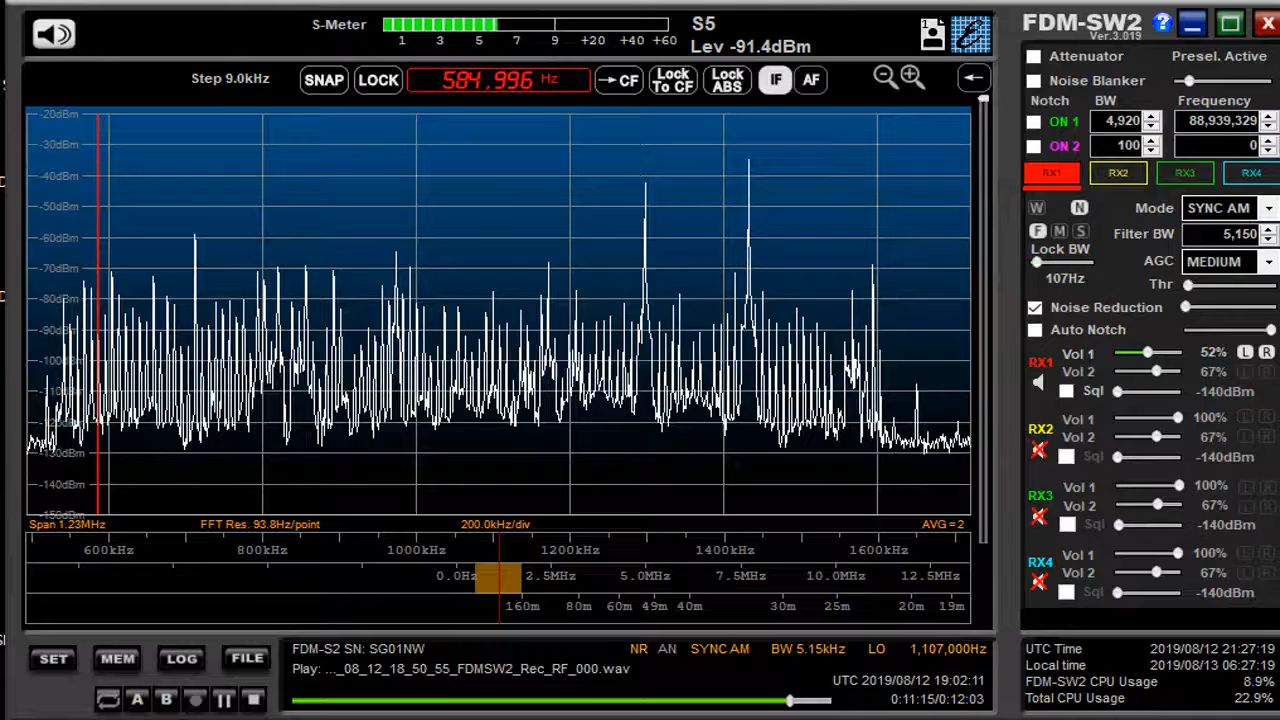 S-Meter 1 3 5 7 9 +20 +40 +60 S5
Lev -91.4dBm
Step 9.0kHz SNAP LOCK 584,996 Hz →CF Lock To CF Lock ABS IF AF
-20dBm
-30dBm
-40dBm
-50dBm
-60dBm
-70dBm
-80dBm
-90dBm
-100dBm
-110dBm
-120dBm
-130dBm
-140dBm
-150dBm
Span 1.23MHz FFT Res. 93.8Hz/point 200.0kHz/div AVG=2
600kHz 800kHz 1000kHz 1200kHz 1400kHz 1600kHz
0.0Hz 2.5MHz 5.0MHz 7.5MHz 10.0MHz 12.5MHz
160m 80m 60m 49m 40m 30m 25m 20m 19m
SET MEM LOG FILE
A B
FDM-S2 SN: SG01NW NR AN SYNC AM BW 5.15kHz LO 1,107,000Hz
Play: ..._08_12_18_50_55_FDMSW2_Rec_RF_000.wav
UTC 2019/08/12 19:02:11
0:11:15/0:12:03
FDM-SW2 ?
Ver.3.019
Attenuator Presel. Active
Noise Blanker
Notch BW Frequency
ON 1 4,920 88,939,329
ON 2 100 0
RX1 RX2 RX3 RX4
W N Mode SYNC AM
F M S Filter BW 5,150
Lock BW
AGC MEDIUM
107Hz Thr
Noise Reduction
Auto Notch
RX1 Vol 1 52% L R
Vol 2 67% L R
Sql -140dBm
RX2 Vol 1 100% L R
Vol 2 67% L R
Sql -140dBm
RX3 Vol 1 100% L R
Vol 2 67% L R
Sql -140dBm
RX4 Vol 1 100% L R
Vol 2 67% L R
Sql -140dBm
UTC Time 2019/08/12 21:27:19
Local time 2019/08/13 06:27:19
FDM-SW2 CPU Usage 8.9%
Total CPU Usage 22.9%